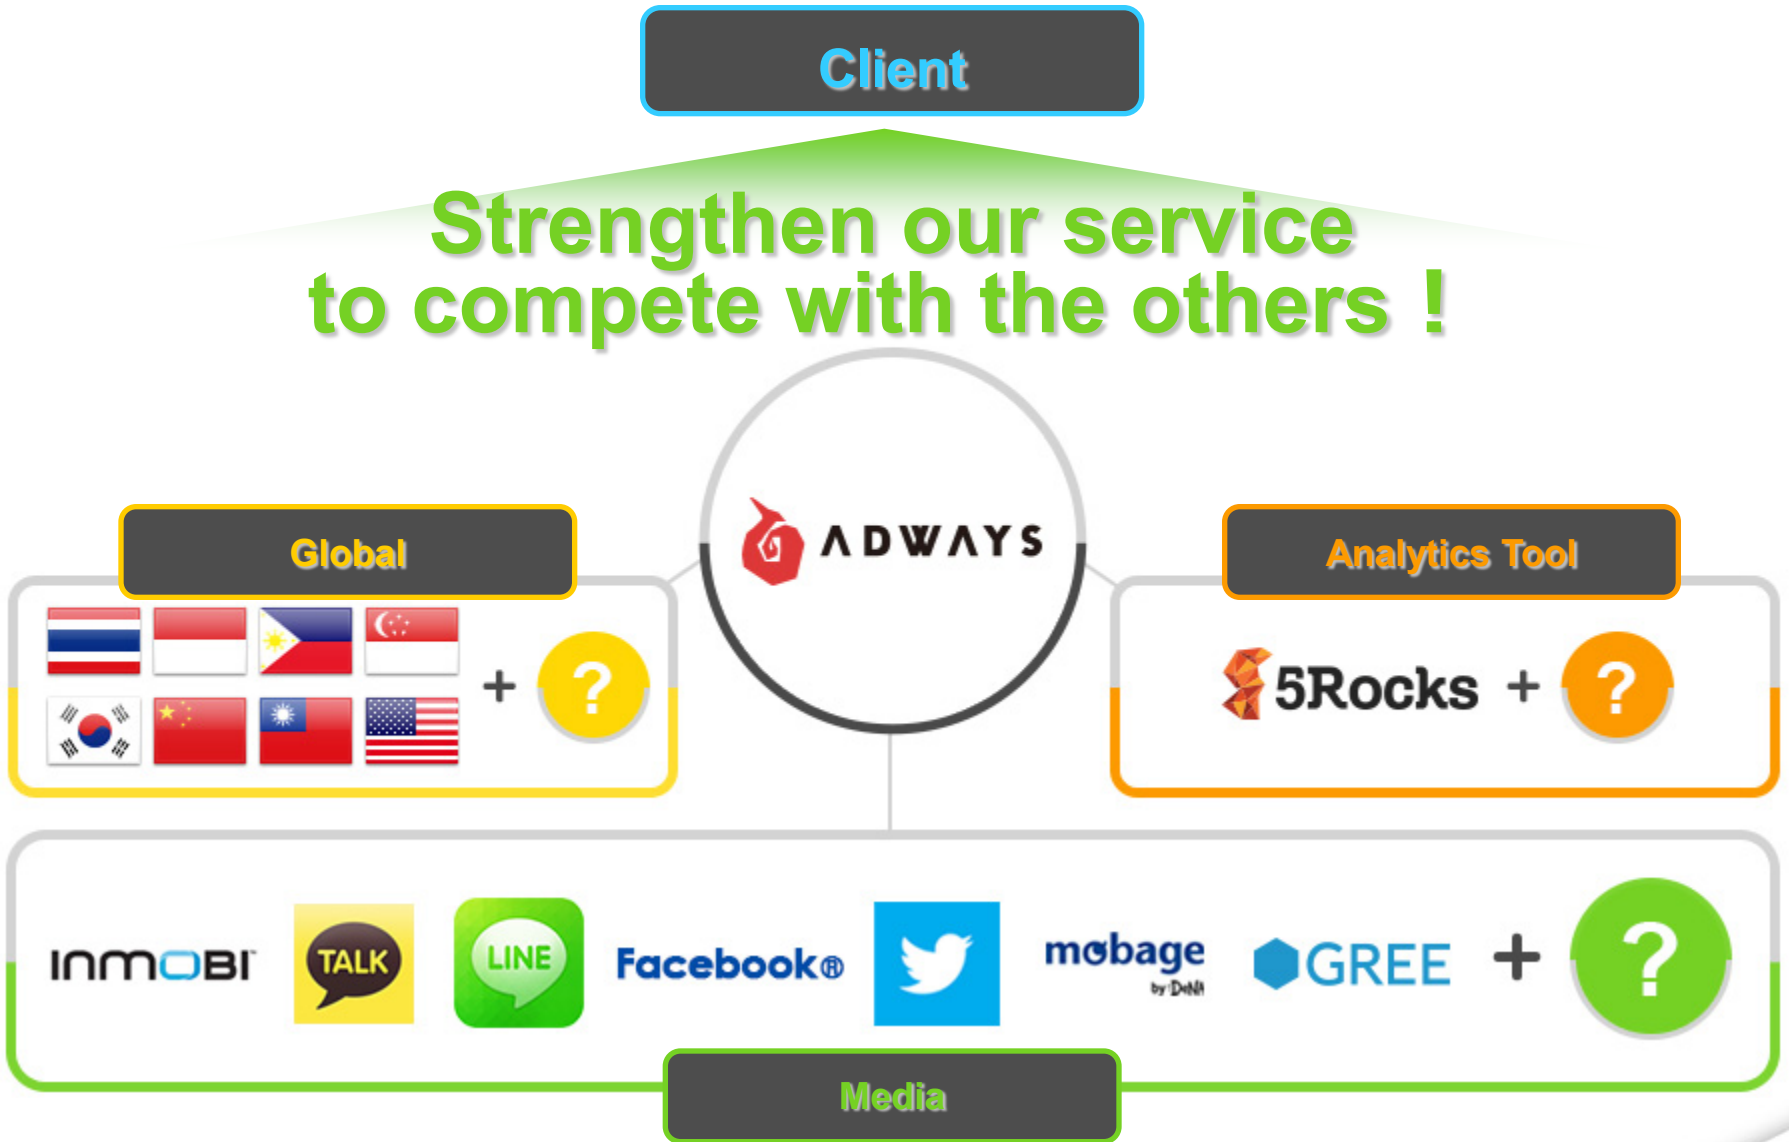 Client
Strengthen our service
to compete with the others !
ADWAYS
Global
Analytics Tool
+ ?
5Rocks + ?
INMOBI TALK LINE Facebook® mobage GREE + ?
by DeNA
Media